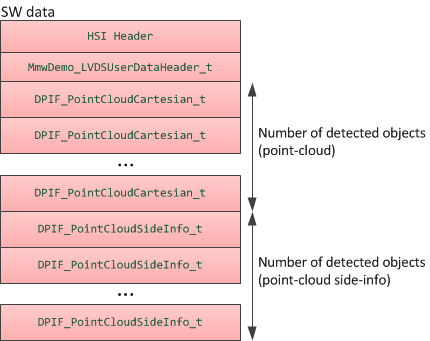 SW data
HSI Header
MmwDemo_LVDSUserDataHeader_t
DPIF_PointCloudCartesian_t
DPIF_PointCloudCartesian_t
...
DPIF_PointCloudCartesian_t
DPIF_PointCloudSideInfo_t
DPIF_PointCloudSideInfo_t
...
DPIF_PointCloudSideInfo_t
Number of detected objects
(point-cloud)
Number of detected objects
(point-cloud side-info)